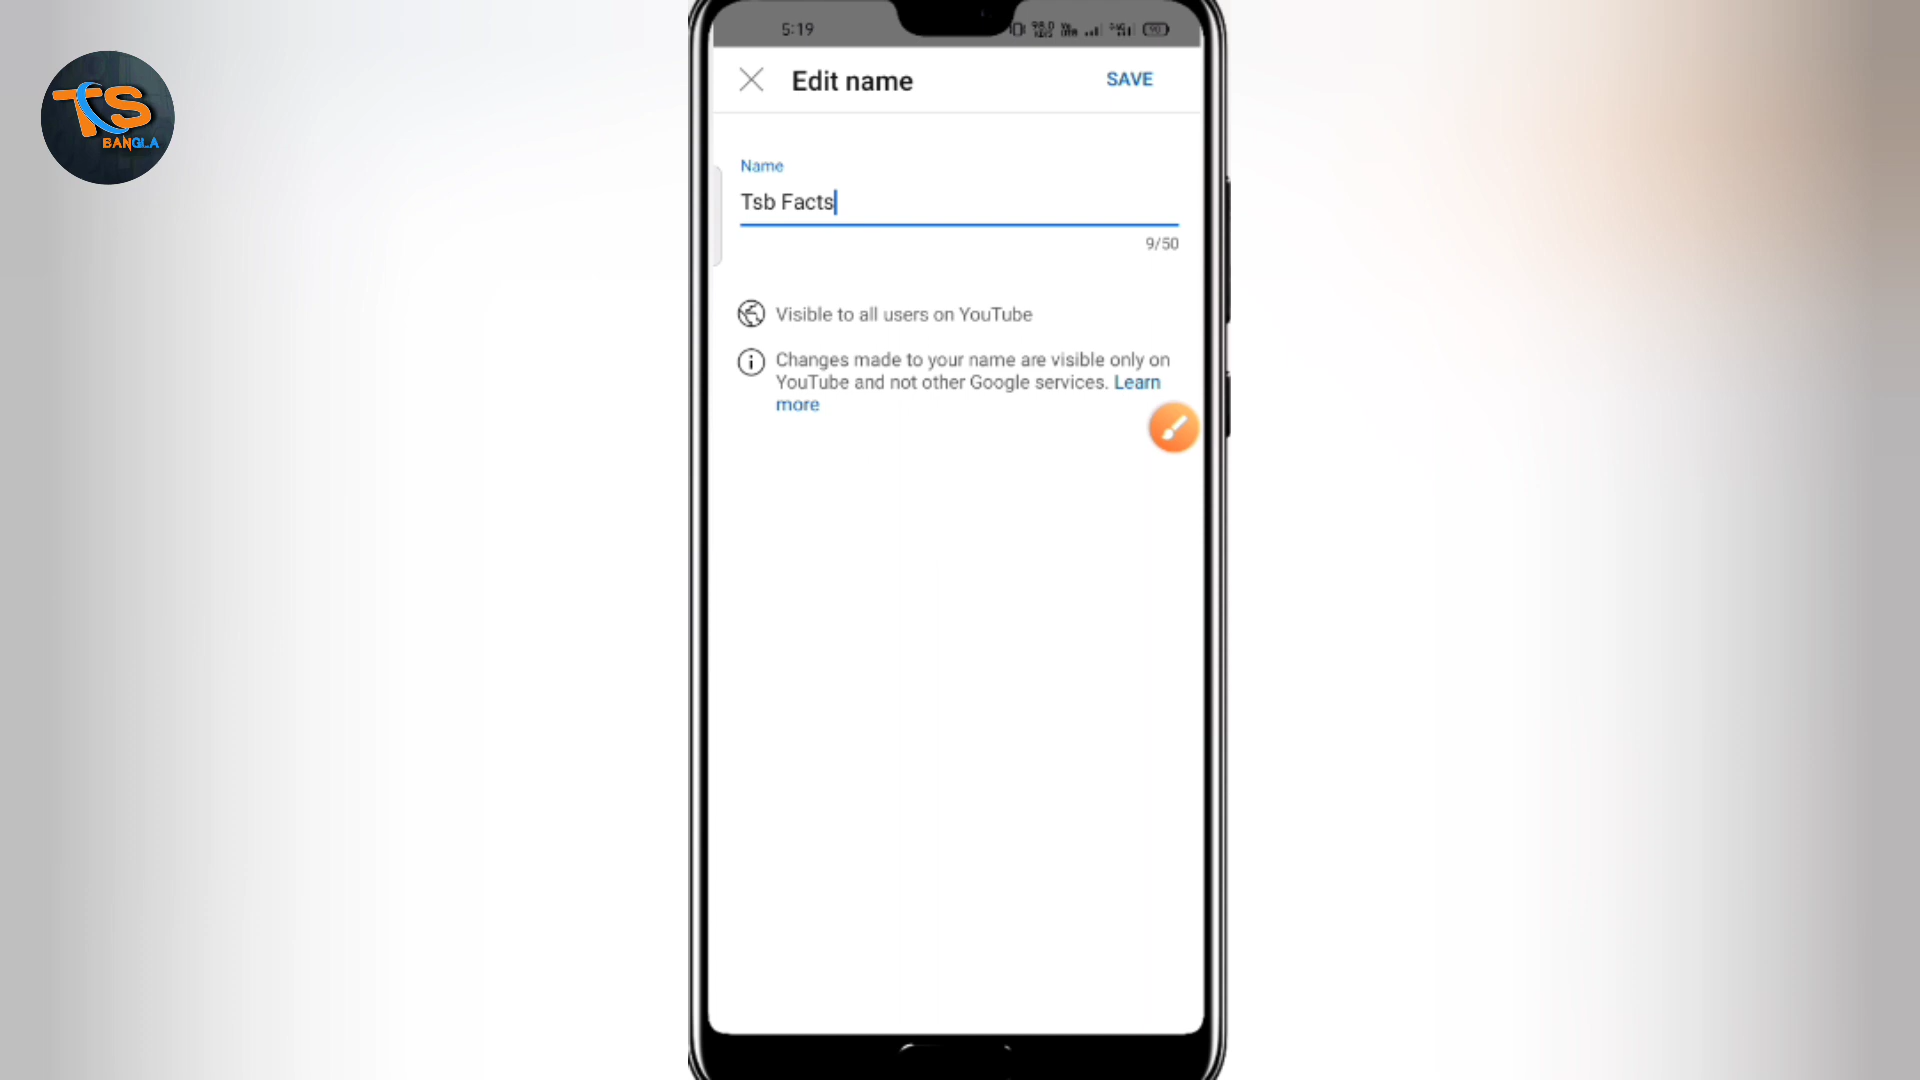 TS
BANGLA
5:19
Edit name
SAVE
Name
Tsb Facts
9/50
Visible to all users on YouTube
Changes made to your name are visible only on
YouTube and not other Google services. Learn
more